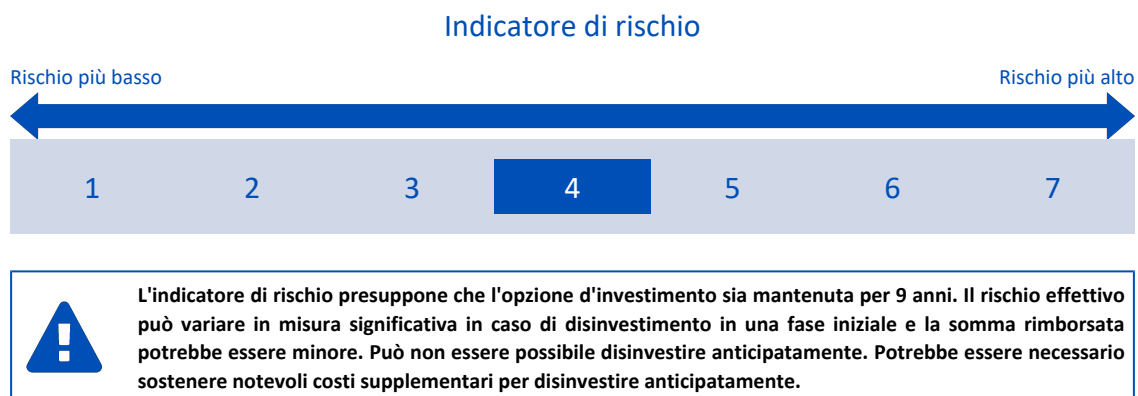 Indicatore di rischio
Rischio più basso
Rischio più alto
1 2 3 4 5 6 7
L'indicatore di rischio presuppone che l'opzione d'investimento sia mantenuta per 9 anni. Il rischio effettivo
può variare in misura significativa in caso di disinvestimento in una fase iniziale e la somma rimborsata
potrebbe essere minore. Può non essere possibile disinvestire anticipatamente. Potrebbe essere necessario
sostenere notevoli costi supplementari per disinvestire anticipatamente.